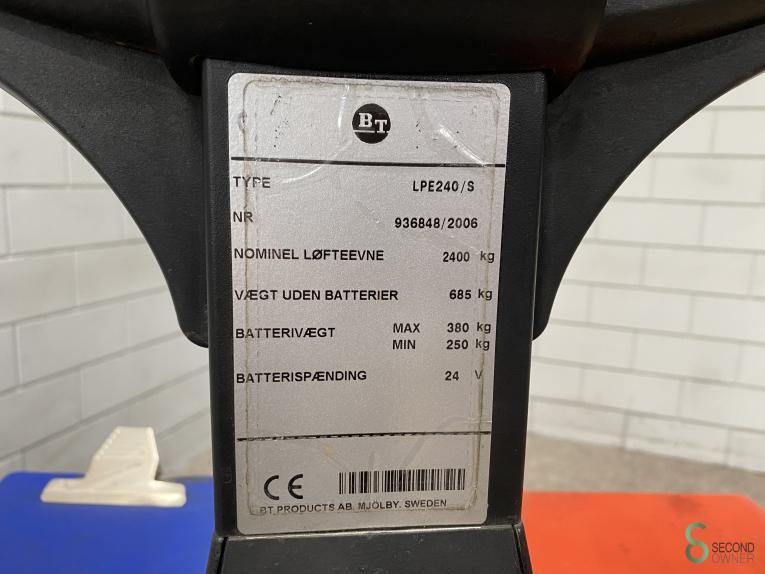 BT
TYPE LPE240/S
NR 936848/2006
NOMINEL LØFTEEVNE 2400 kg
VÆGT UDEN BATTERIER 685 kg
BATTERIVÆGT MAX 380 kg
MIN 250 kg
BATTERISPÆNDING 24 V
CE
BT PRODUCTS AB, MJÖLBY, SWEDEN
SECOND
OWNER